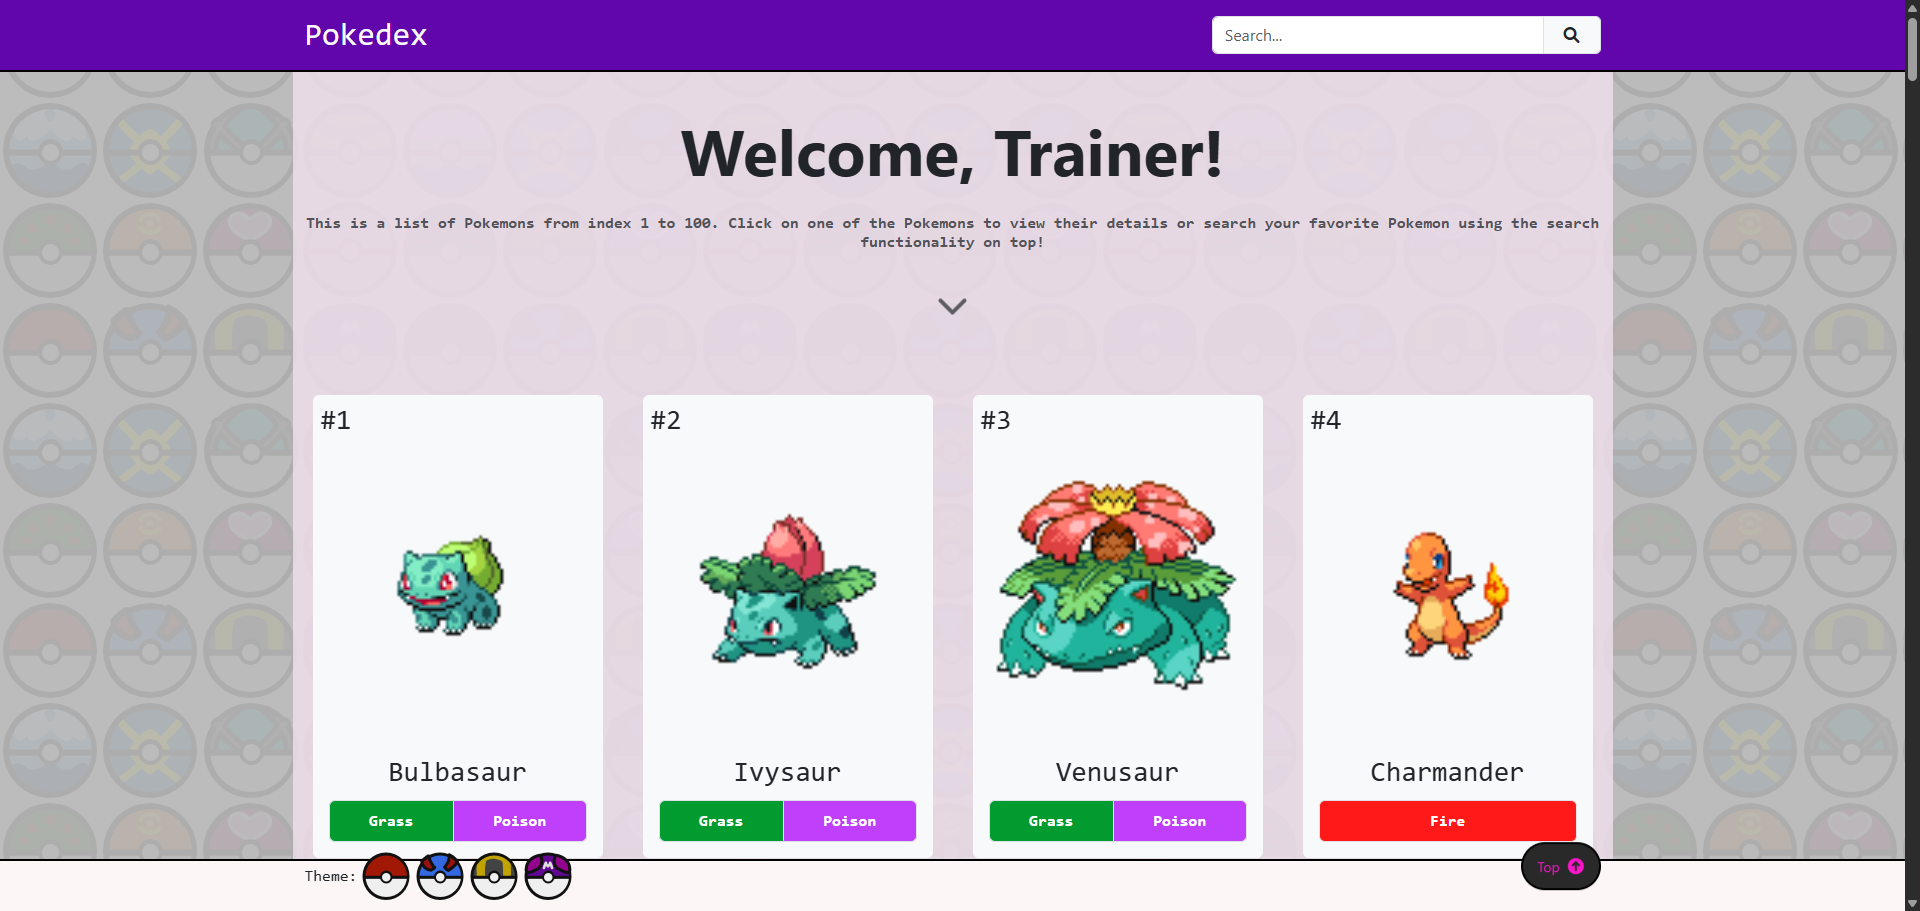 Pokedex
Search...
Welcome, Trainer!
This is a list of Pokemons from index 1 to 100. Click on one of the Pokemons to view their details or search your favorite Pokemon using the search
functionality on top!
#1
#2
#3
#4
Bulbasaur
Ivysaur
Venusaur
Charmander
Grass
Poison
Grass
Poison
Grass
Poison
Fire
Theme:
M
Top